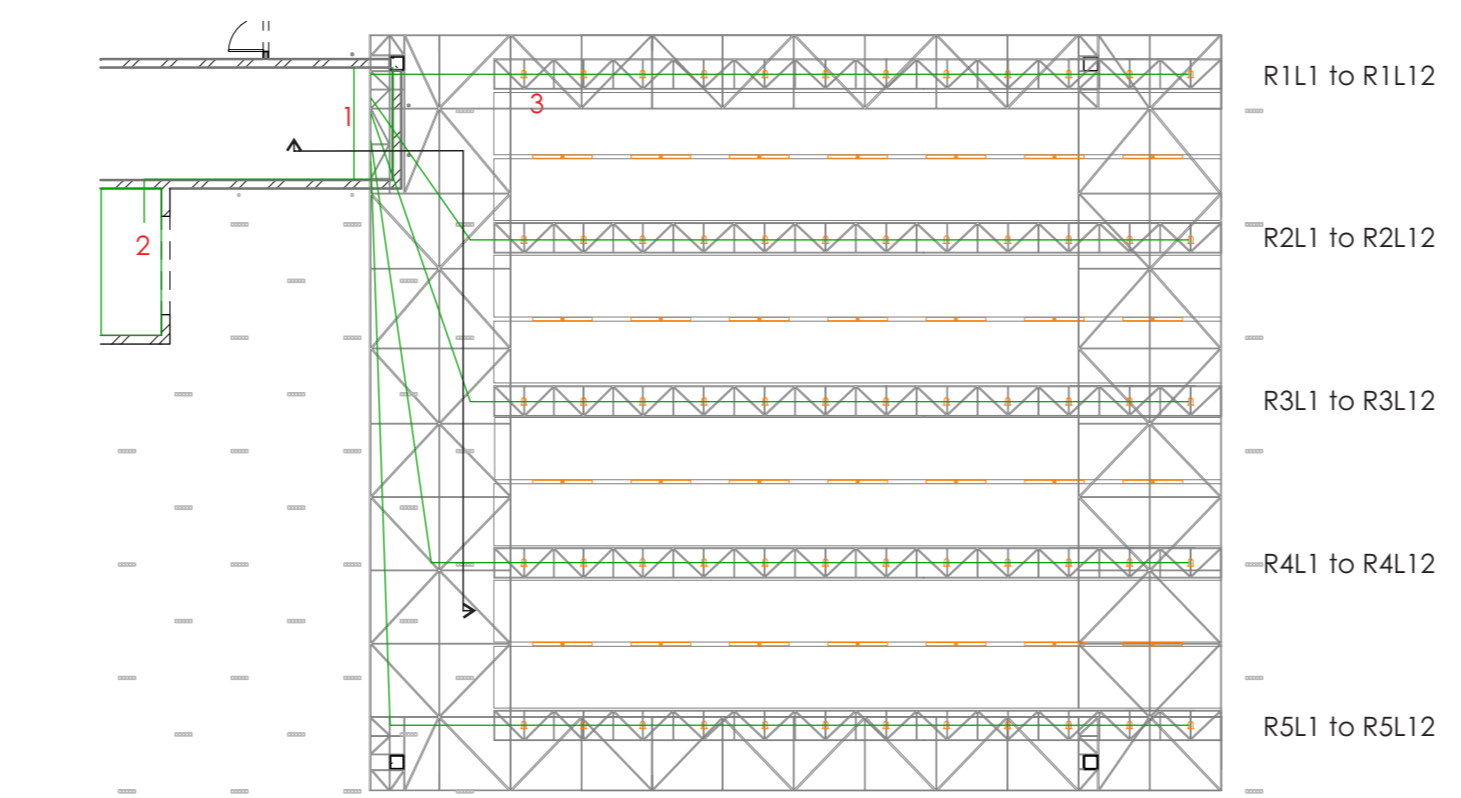 R1L1 to R1L12
1
3
2
R2L1 to R2L12
R3L1 to R3L12
R4L1 to R4L12
R5L1 to R5L12